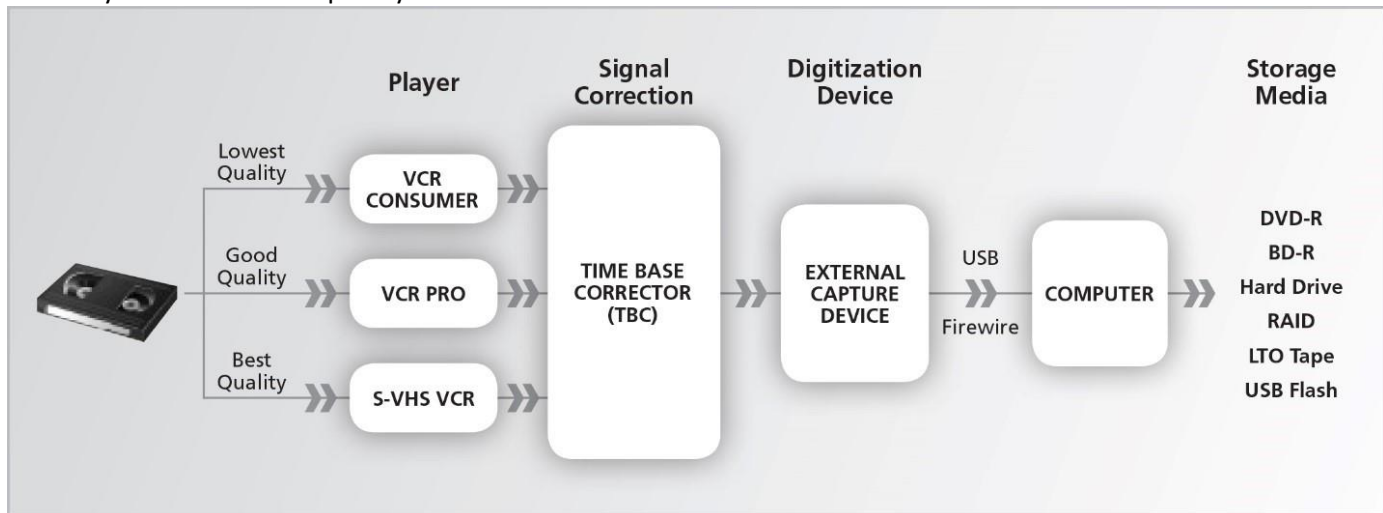 Player
Signal
Correction
Digitization
Device
Storage
Media
Lowest
Quality
VCR
CONSUMER
Good
Quality
VCR PRO
Best
Quality
S-VHS VCR
TIME BASE
CORRECTOR
(TBC)
EXTERNAL
CAPTURE
DEVICE
USB
Firewire
COMPUTER
DVD-R
BD-R
Hard Drive
RAID
LTO Tape
USB Flash